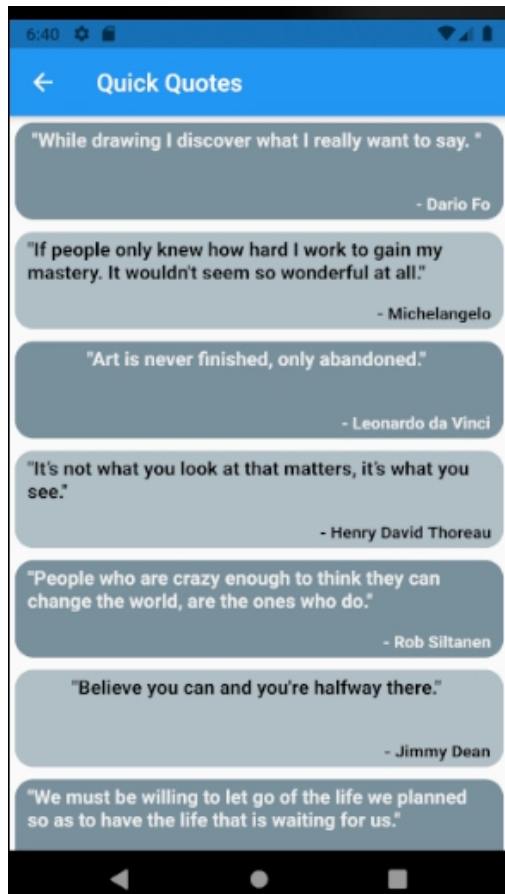 6:40
Quick Quotes
"While drawing I discover what I really want to say. "
- Dario Fo
"If people only knew how hard I work to gain my
mastery. It wouldn't seem so wonderful at all."
- Michelangelo
"Art is never finished, only abandoned."
- Leonardo da Vinci
"It's not what you look at that matters, it's what you
see."
- Henry David Thoreau
"People who are crazy enough to think they can
change the world, are the ones who do."
- Rob Siltanen
"Believe you can and you're halfway there."
- Jimmy Dean
"We must be willing to let go of the life we planned
so as to have the life that is waiting for us."